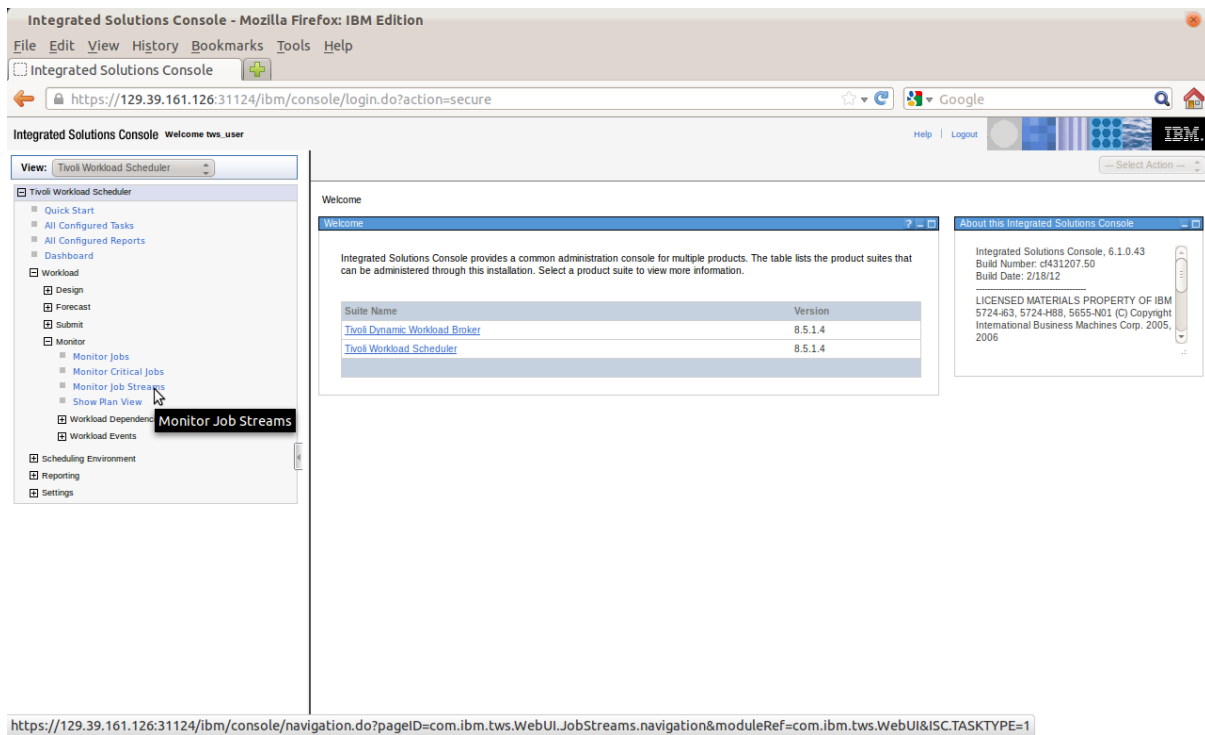 Integrated Solutions Console - Mozilla Firefox: IBM Edition
File Edit View History Bookmarks Tools Help
Integrated Solutions Console
https://129.39.161.126:31124/ibm/console/login.do?action=secure
Google
Integrated Solutions Console Welcome tws_user
Help | Logout
IBM.
View: Tivoli Workload Scheduler
--- Select Action ---
Tivoli Workload Scheduler
Quick Start
All Configured Tasks
All Configured Reports
Dashboard
Workload
Design
Forecast
Submit
Monitor
Monitor Jobs
Monitor Critical Jobs
Monitor Job Streams
Show Plan View
Workload Dependenc
Monitor Job Streams
Workload Events
Scheduling Environment
Reporting
Settings
Welcome
Welcome
Integrated Solutions Console provides a common administration console for multiple products. The table lists the product suites that
can be administered through this installation. Select a product suite to view more information.
Suite Name Version
Tivoli Dynamic Workload Broker 8.5.1.4
Tivoli Workload Scheduler 8.5.1.4
About this Integrated Solutions Console
Integrated Solutions Console, 6.1.0.43
Build Number: cf431207.50
Build Date: 2/18/12
LICENSED MATERIALS PROPERTY OF IBM
5724-i63, 5724-H88, 5655-N01 (C) Copyright
International Business Machines Corp. 2005,
2006
https://129.39.161.126:31124/ibm/console/navigation.do?pageID=com.ibm.tws.WebUI.JobStreams.navigation&moduleRef=com.ibm.tws.WebUI&ISC.TASKTYPE=1